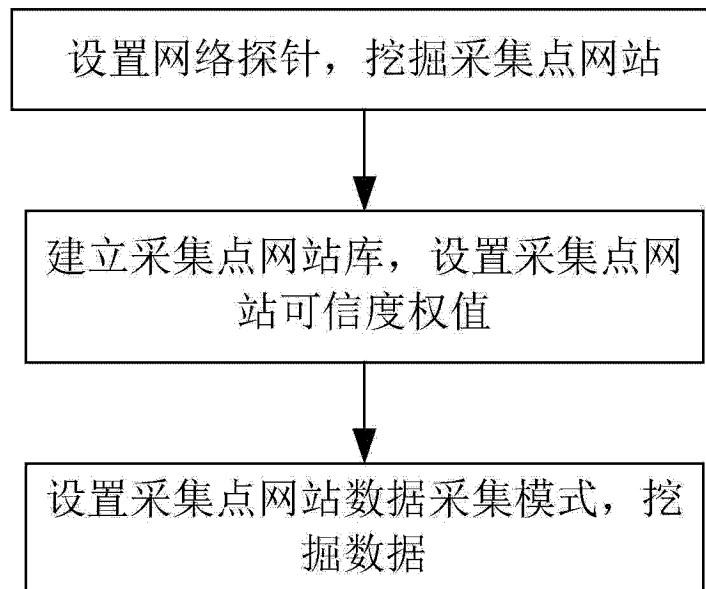 设置网络探针，挖掘采集点网站
建立采集点网站库，设置采集点网
站可信度权值
设置采集点网站数据采集模式，挖
掘数据